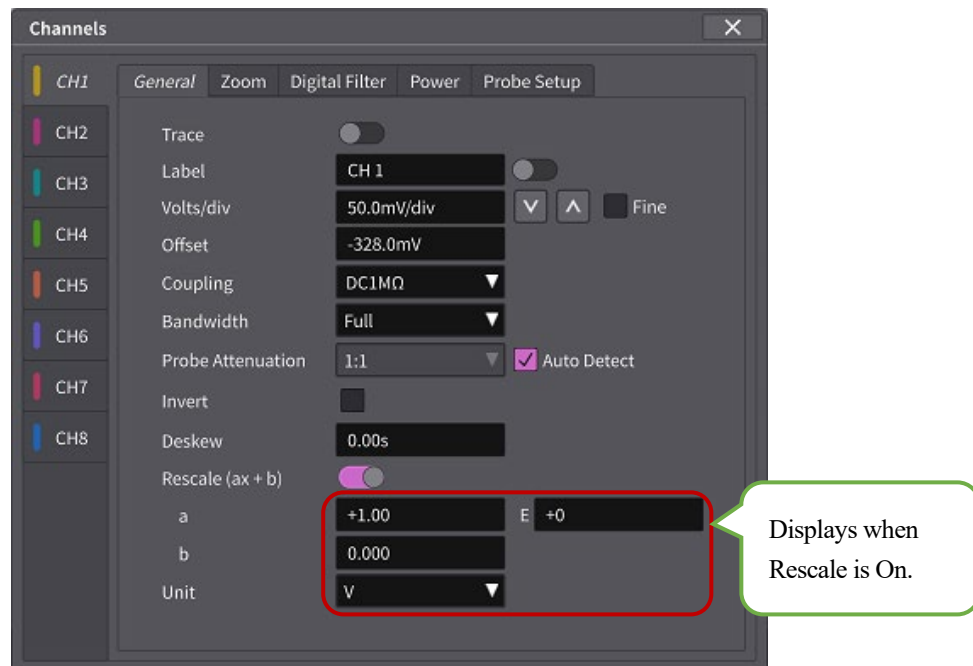 Channels
CH1
CH2
CH3
CH4
CH5
CH6
CH7
CH8
General Zoom Digital Filter Power Probe Setup
Trace
Label CH 1
Volts/div 50.0mV/div Fine
Offset -328.0mV
Coupling DC1MΩ
Bandwidth Full
Probe Attenuation 1:1 Auto Detect
Invert
Deskew 0.00s
Rescale (ax + b)
a +1.00 E +0
b 0.000
Unit V
Displays when
Rescale is On.